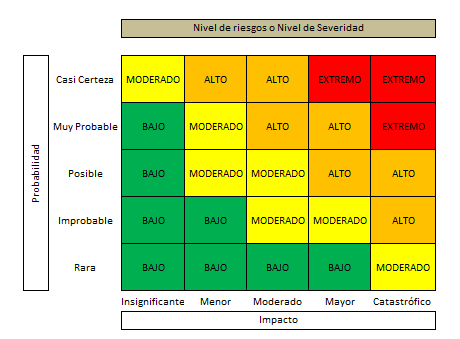 Nivel de riesgos o Nivel de Severidad
Probabilidad
Casi Certeza MODERADO ALTO ALTO EXTREMO EXTREMO
Muy Probable BAJO MODERADO ALTO ALTO EXTREMO
Posible BAJO MODERADO MODERADO ALTO ALTO
Improbable BAJO BAJO MODERADO MODERADO ALTO
Rara BAJO BAJO BAJO BAJO MODERADO
Insignificante Menor Moderado Mayor Catastrófico
Impacto